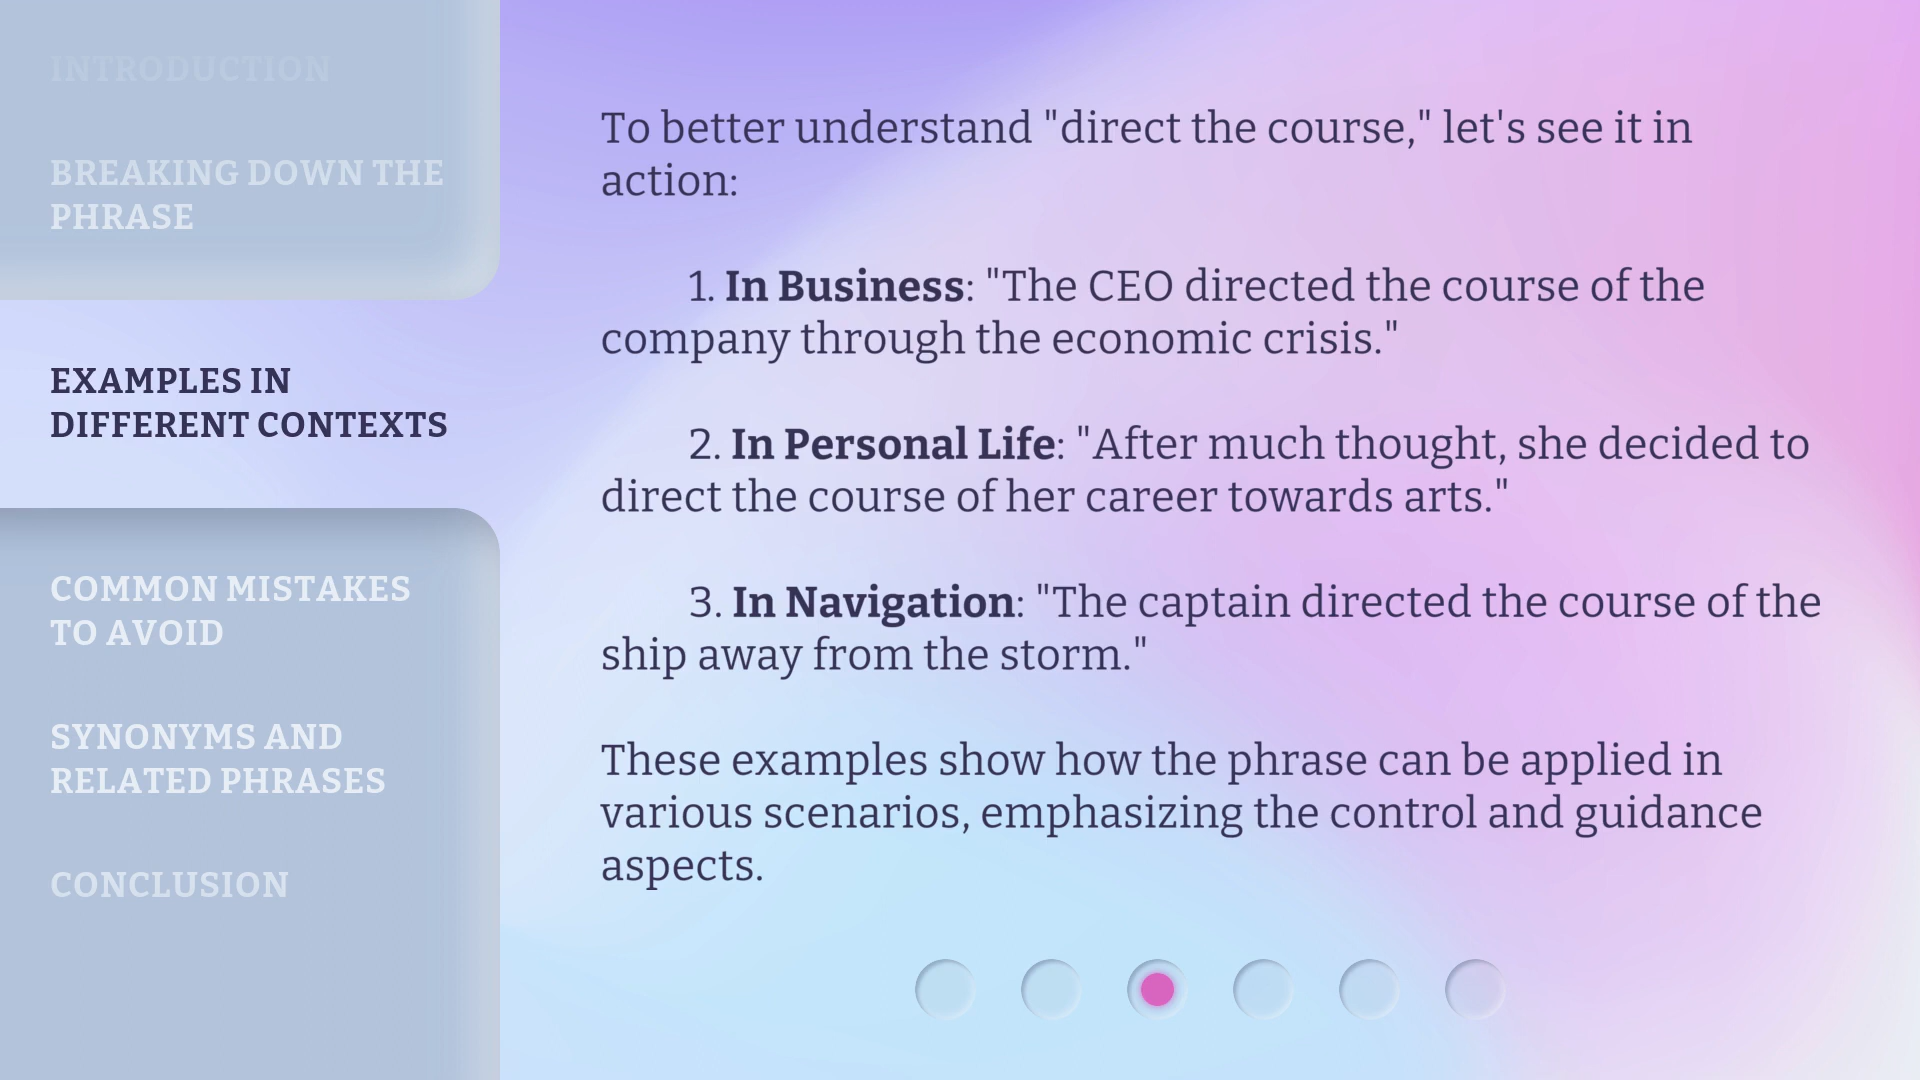 INTRODUCTION
BREAKING DOWN THE
PHRASE
EXAMPLES IN
DIFFERENT CONTEXTS
COMMON MISTAKES
TO AVOID
SYNONYMS AND
RELATED PHRASES
CONCLUSION
To better understand "direct the course," let's see it in
action:
1. In Business: "The CEO directed the course of the
company through the economic crisis."
2. In Personal Life: "After much thought, she decided to
direct the course of her career towards arts."
3. In Navigation: "The captain directed the course of the
ship away from the storm."
These examples show how the phrase can be applied in
various scenarios, emphasizing the control and guidance
aspects.